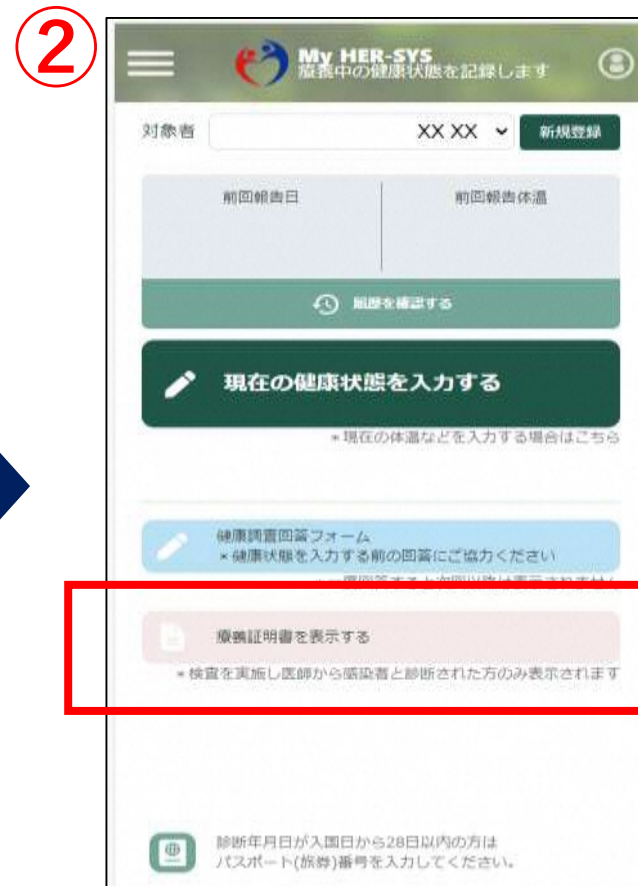 ②
My HER-SYS
療養中の健康状態を記録します
対象者 XX XX 新規登録
前回報告日 前回報告体温
履歴を確認する
現在の健康状態を入力する
*現在の体温などを入力する場合はこちら
健康調査回答フォーム
*健康状態を入力する前の回答にご協力ください
療養証明書を表示する
*検査を実施し医師から感染者と診断された方のみ表示されます
診断年月日が入国日から28日以内の方は
パスポート(旅券)番号を入力してください。